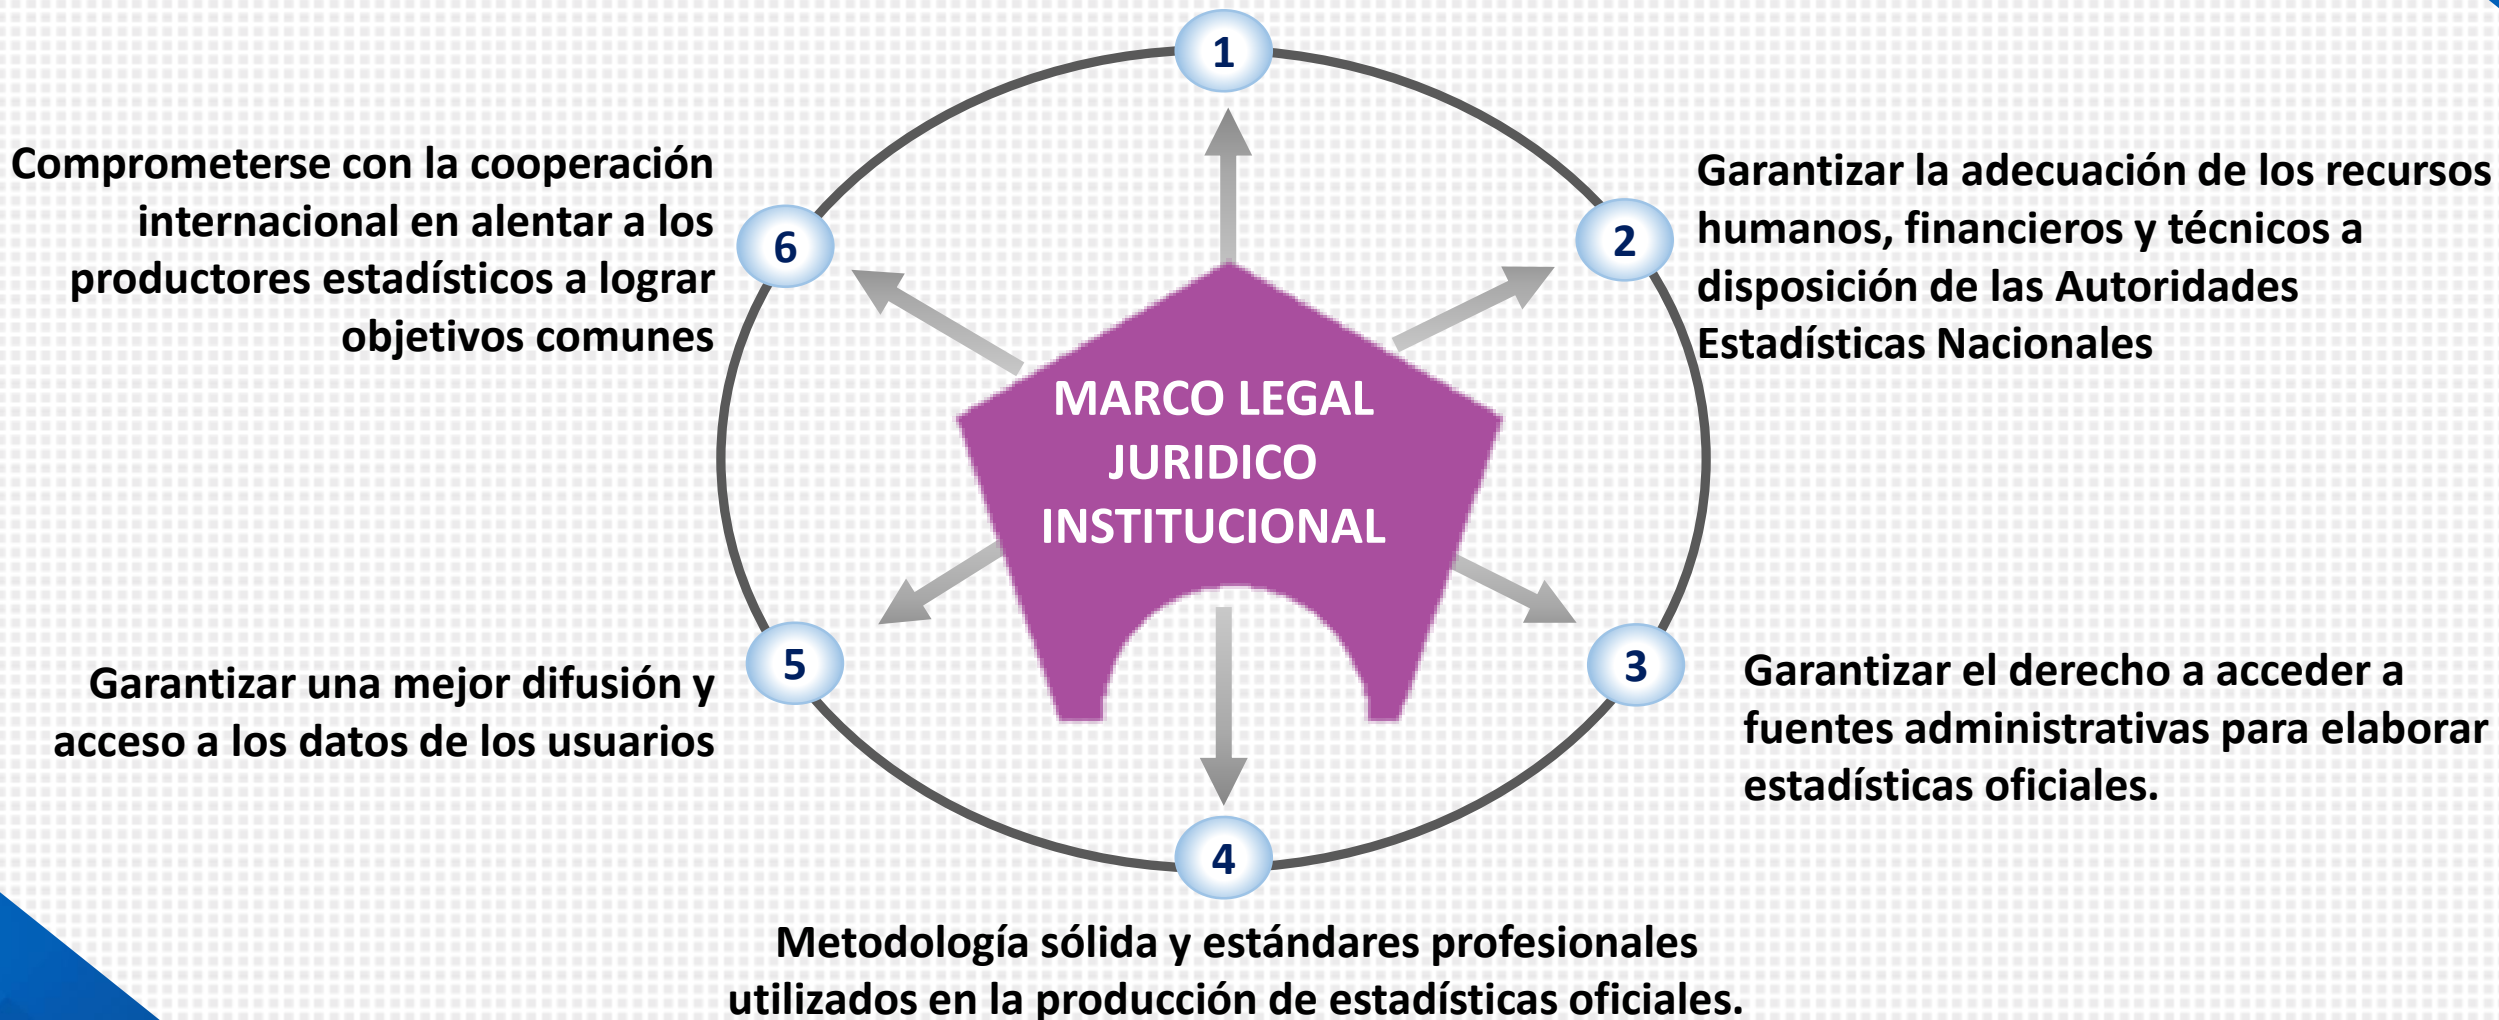 1
Comprometerse con la cooperación
internacional en alentar a los
productores estadísticos a lograr
objetivos comunes
6
2
Garantizar la adecuación de los recursos
humanos, financieros y técnicos a
disposición de las Autoridades
Estadísticas Nacionales
MARCO LEGAL
JURIDICO
INSTITUCIONAL
Garantizar una mejor difusión y
acceso a los datos de los usuarios
5
3
Garantizar el derecho a acceder a
fuentes administrativas para elaborar
estadísticas oficiales.
4
Metodología sólida y estándares profesionales
utilizados en la producción de estadísticas oficiales.